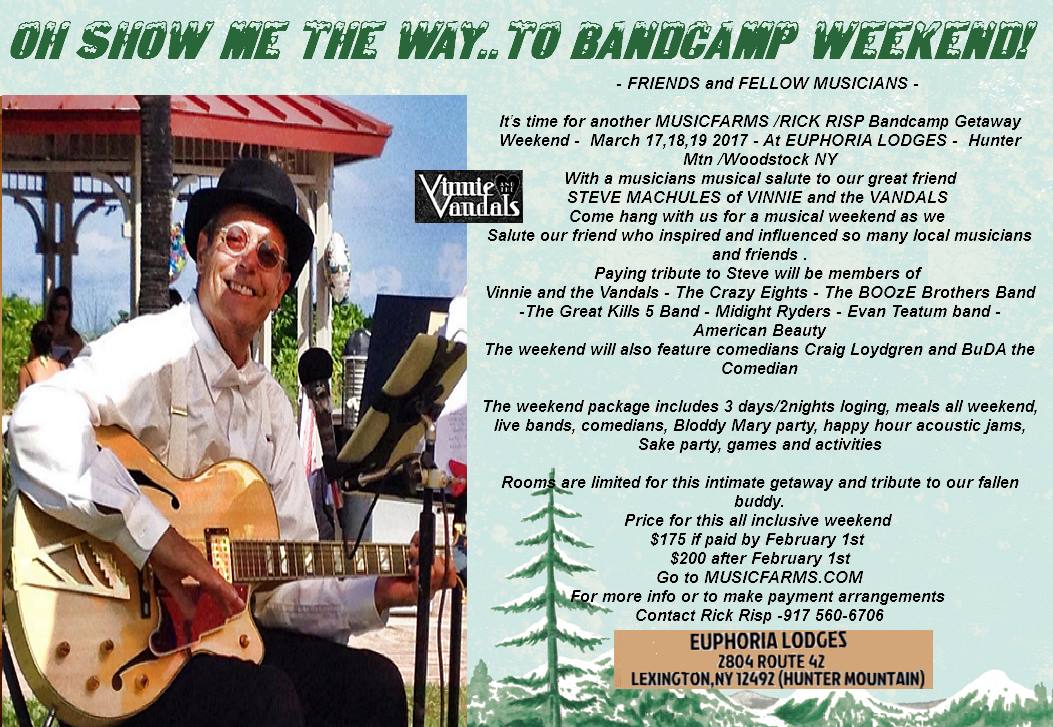 OH SHOW ME THE WAY.. TO BANDCAMP WEEKEND!
- FRIENDS and FELLOW MUSICIANS -
It's time for another MUSICFARMS /RICK RISP Bandcamp Getaway
Weekend - March 17,18,19 2017 - At EUPHORIA LODGES - Hunter
Mtn /Woodstock NY
With a musicians musical salute to our great friend
STEVE MACHULES of VINNIE and the VANDALS
Come hang with us for a musical weekend as we
Salute our friend who inspired and influenced so many local musicians
and friends .
Paying tribute to Steve will be members of
Vinnie and the Vandals - The Crazy Eights - The BOOzE Brothers Band
-The Great Kills 5 Band - Midight Ryders - Evan Teatum band -
American Beauty
The weekend will also feature comedians Craig Loydgren and BuDA the
Comedian
The weekend package includes 3 days/2nights loging, meals all weekend,
live bands, comedians, Bloddy Mary party, happy hour acoustic jams,
Sake party, games and activities
Rooms are limited for this intimate getaway and tribute to our fallen
buddy.
Price for this all inclusive weekend
$175 if paid by February 1st
$200 after February 1st
Go to MUSICFARMS.COM
For more info or to make payment arrangements
Contact Rick Risp -917 560-6706
Vinnie AND THE
Vandals
EUPHORIA LODGES
2804 ROUTE 42
LEXINGTON,NY 12492 (HUNTER MOUNTAIN)